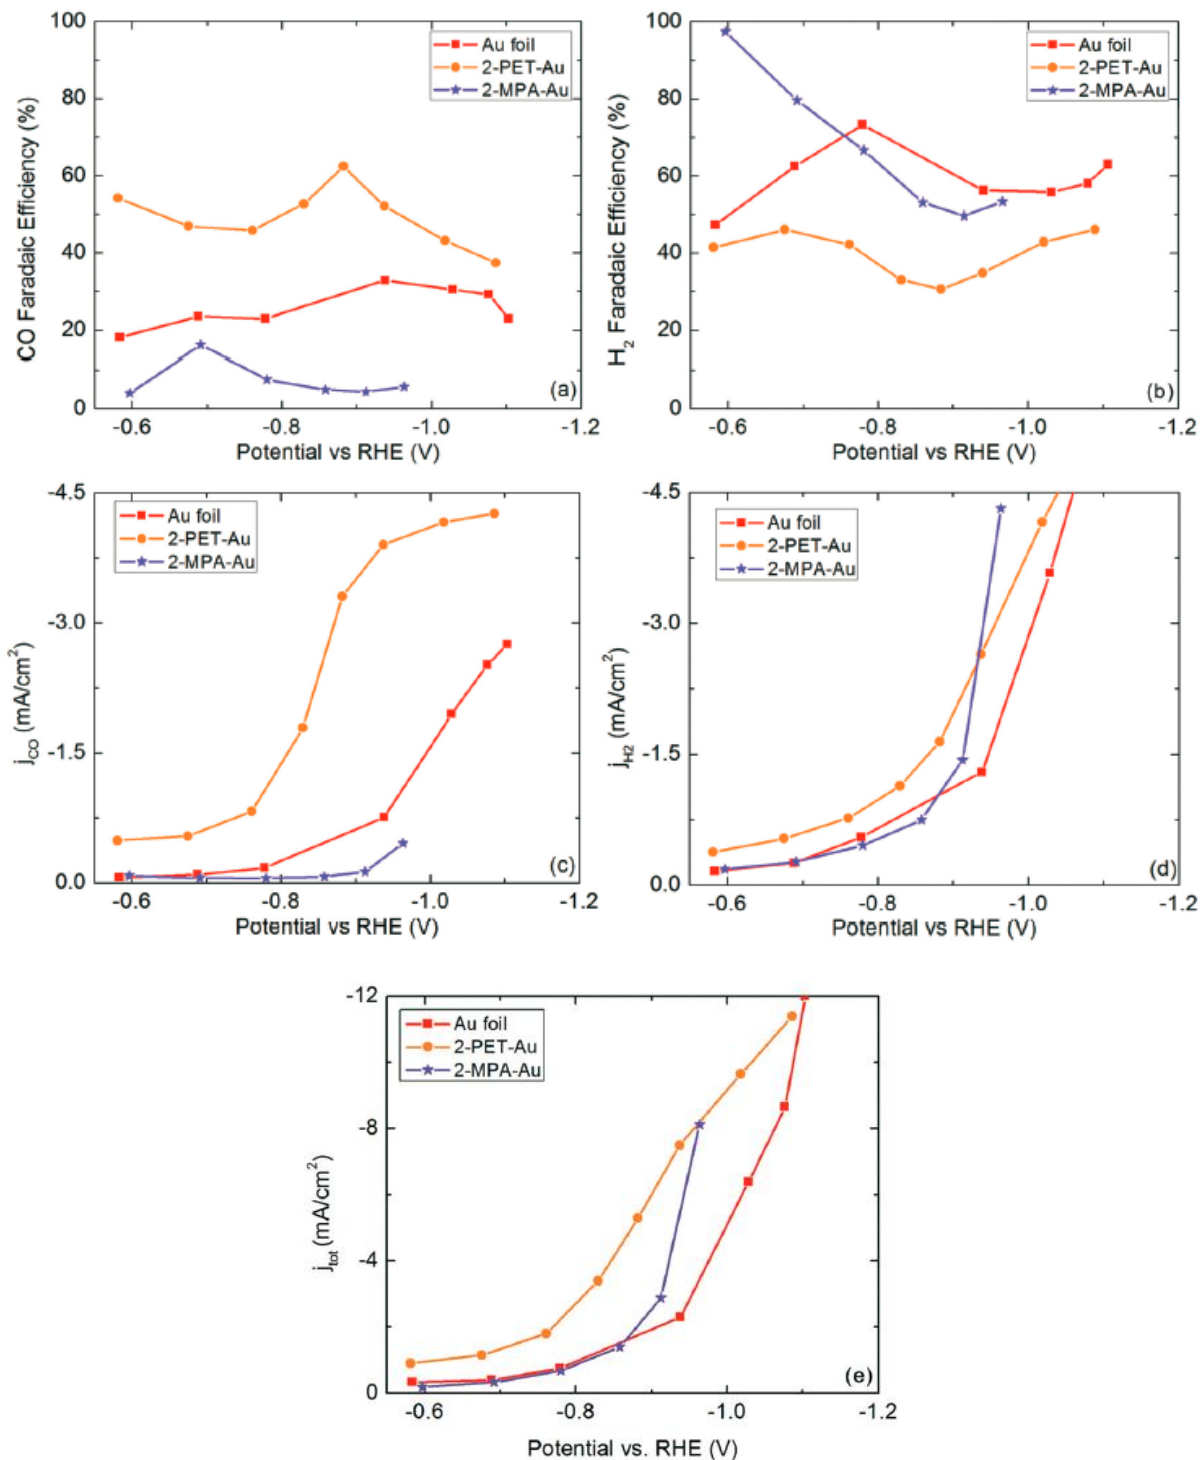 100
80
60
40
20
0
CO Faradaic Efficiency (%)
Au foil
2-PET-Au
2-MPA-Au
(a)
-0.6 -0.8 -1.0 -1.2
Potential vs RHE (V)
100
80
60
40
20
0
H2 Faradaic Efficiency (%)
Au foil
2-PET-Au
2-MPA-Au
(b)
-0.6 -0.8 -1.0 -1.2
Potential vs RHE (V)
-4.5
-3.0
-1.5
0.0
jCO (mA/cm²)
Au foil
2-PET-Au
2-MPA-Au
(c)
-0.6 -0.8 -1.0 -1.2
Potential vs RHE (V)
-4.5
-3.0
-1.5
0.0
jH2 (mA/cm²)
Au foil
2-PET-Au
2-MPA-Au
(d)
-0.6 -0.8 -1.0 -1.2
Potential vs RHE (V)
-12
-8
-4
0
jtot (mA/cm²)
Au foil
2-PET-Au
2-MPA-Au
(e)
-0.6 -0.8 -1.0 -1.2
Potential vs. RHE (V)